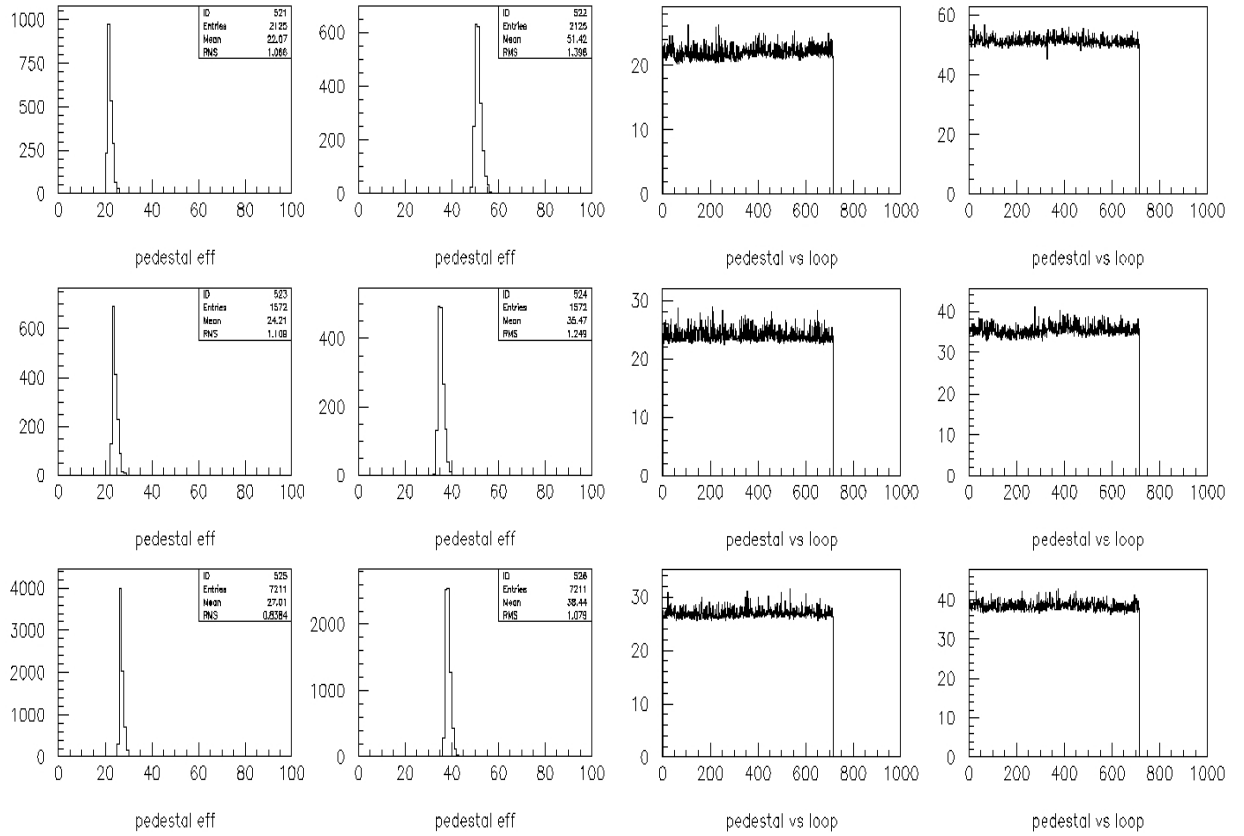 ID 521
Entries 2125
Mean 22.07
RMS 1.066
1000
750
500
250
0
0 20 40 60 80 100
pedestal eff
ID 522
Entries 2125
Mean 51.42
RMS 1.396
600
400
200
0
0 20 40 60 80 100
pedestal eff
20
10
0
0 200 400 600 800 1000
pedestal vs loop
60
40
20
0
0 200 400 600 800 1000
pedestal vs loop
ID 523
Entries 1572
Mean 24.21
RMS 1.108
600
400
200
0
0 20 40 60 80 100
pedestal eff
ID 524
Entries 1572
Mean 35.47
RMS 1.249
400
200
0
0 20 40 60 80 100
pedestal eff
30
20
10
0
0 200 400 600 800 1000
pedestal vs loop
40
30
20
10
0
0 200 400 600 800 1000
pedestal vs loop
ID 525
Entries 7211
Mean 27.01
RMS 0.8384
4000
3000
2000
1000
0
0 20 40 60 80 100
pedestal eff
ID 526
Entries 7211
Mean 38.44
RMS 1.079
2000
1000
0
0 20 40 60 80 100
pedestal eff
30
20
10
0
0 200 400 600 800 1000
pedestal vs loop
40
30
20
10
0
0 200 400 600 800 1000
pedestal vs loop